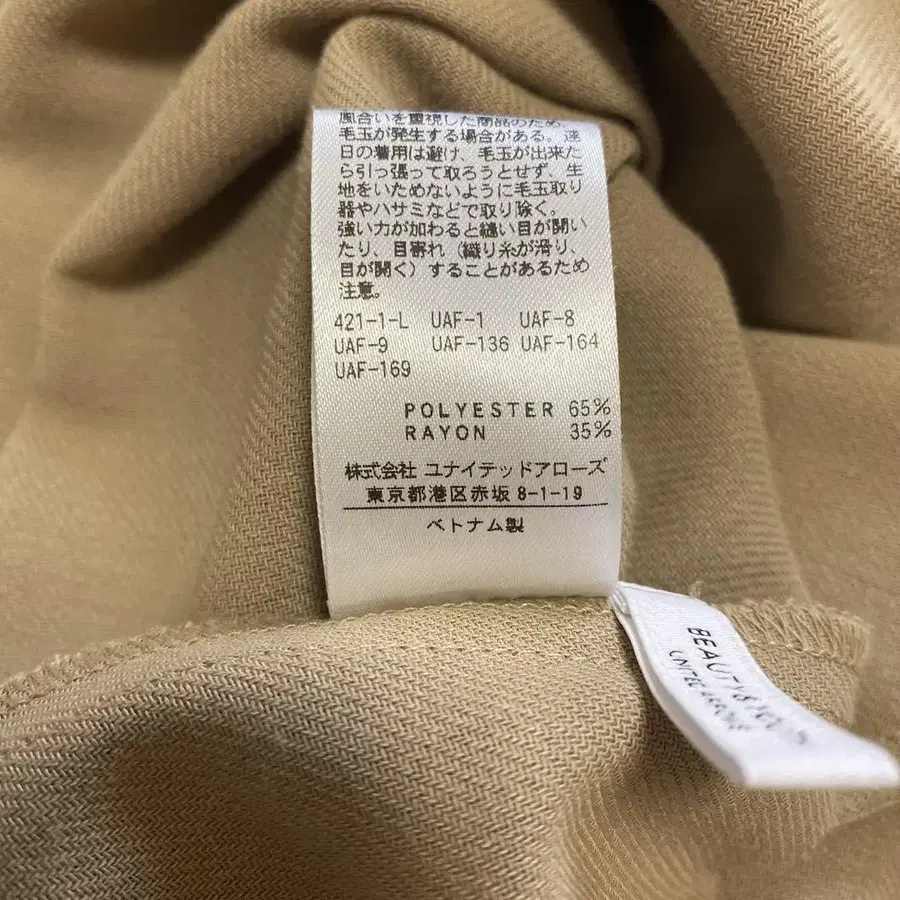 風合いを重視した商品のため、
毛玉が発生する場合がある。連
日の着用は避け、毛玉が出来た
ら引っ張って取ろうとせず、生
地をいためないように毛玉取り
器やハサミなどで取り除く。
強い力が加わると縫い目が開い
たり、目寄れ（織り糸が滑り、
目が開く）することがあるため
注意。
421-1-L UAF-1 UAF-8
UAF-9 UAF-136 UAF-164
UAF-169
POLYESTER 65%
RAYON 35%
株式会社 ユナイテッドアローズ
東京都港区赤坂 8-1-19
ベトナム製
BEAUTY&YOUTH
UNITED ARROWS